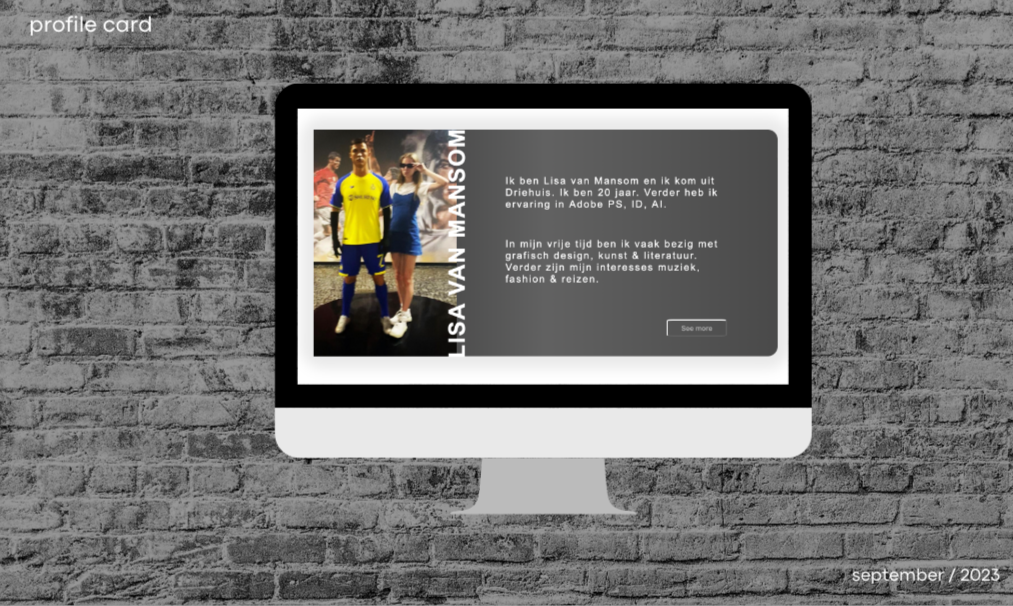 profile card
LISA VAN MANSOM
Ik ben Lisa van Mansom en ik kom uit
Driehuis. Ik ben 20 jaar. Verder heb ik
ervaring in Adobe PS, ID, AI.
In mijn vrije tijd ben ik vaak bezig met
grafisch design, kunst & literatuur.
Verder zijn mijn interesses muziek,
fashion & reizen.
See more
september / 2023